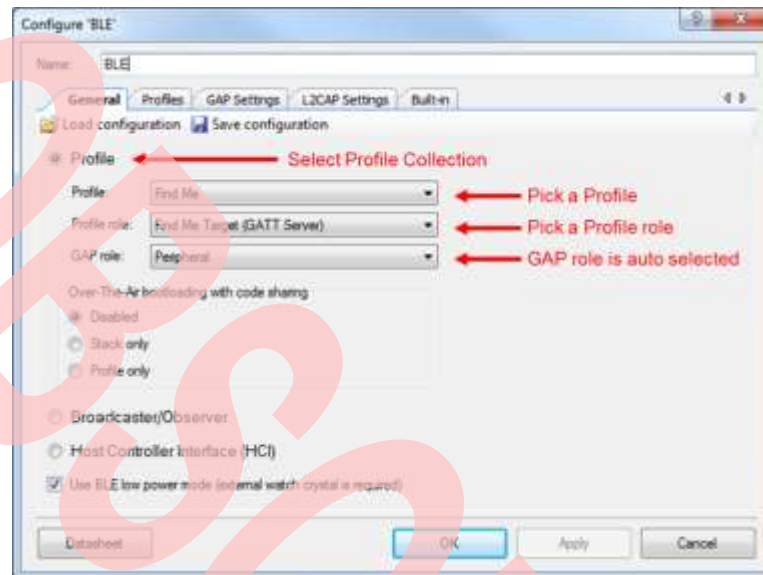 Configure 'BLE'
Name: BLE
General Profiles GAP Settings L2CAP Settings Built-in
Load configuration Save configuration
Profile Select Profile Collection
Profile: Find Me Pick a Profile
Profile role: Find Me Target (GATT Server) Pick a Profile role
GAP role: Peripheral GAP role is auto selected
Over-The-Air bootloading with code sharing
Disabled
Stack only
Profile only
Broadcaster/Observer
Host Controller Interface (HCI)
Use BLE low power mode (external watch crystal is required)
Datasheet OK Apply Cancel